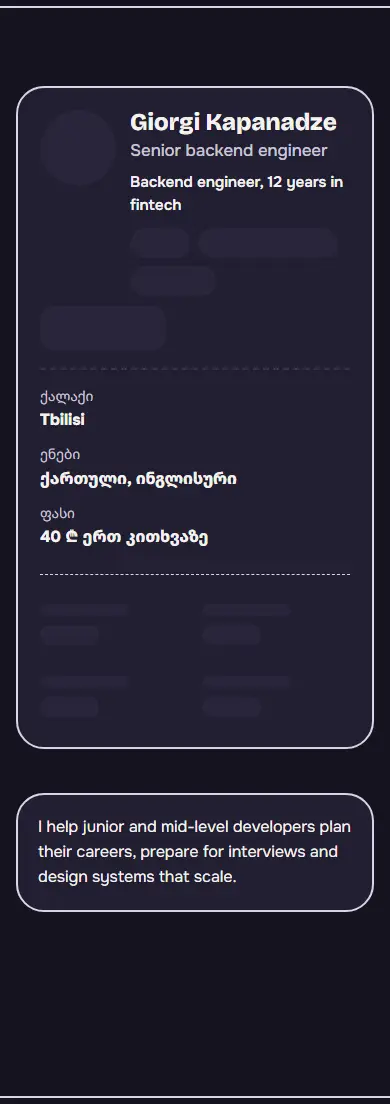 Giorgi Kapanadze
Senior backend engineer
Backend engineer, 12 years in
fintech
ქალაქი
Tbilisi
ენები
ქართული, ინგლისური
ფასი
40 ₾ ერთ კითხვაზე
I help junior and mid-level developers plan
their careers, prepare for interviews and
design systems that scale.